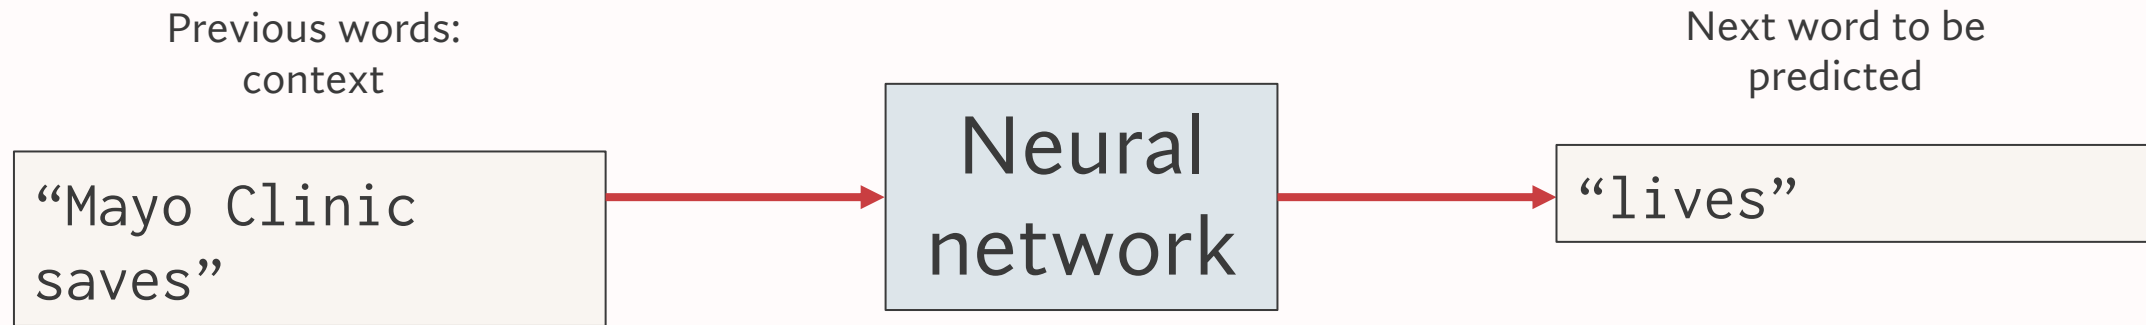 Previous words:
context
“Mayo Clinic
saves”
Neural
network
Next word to be
predicted
“lives”